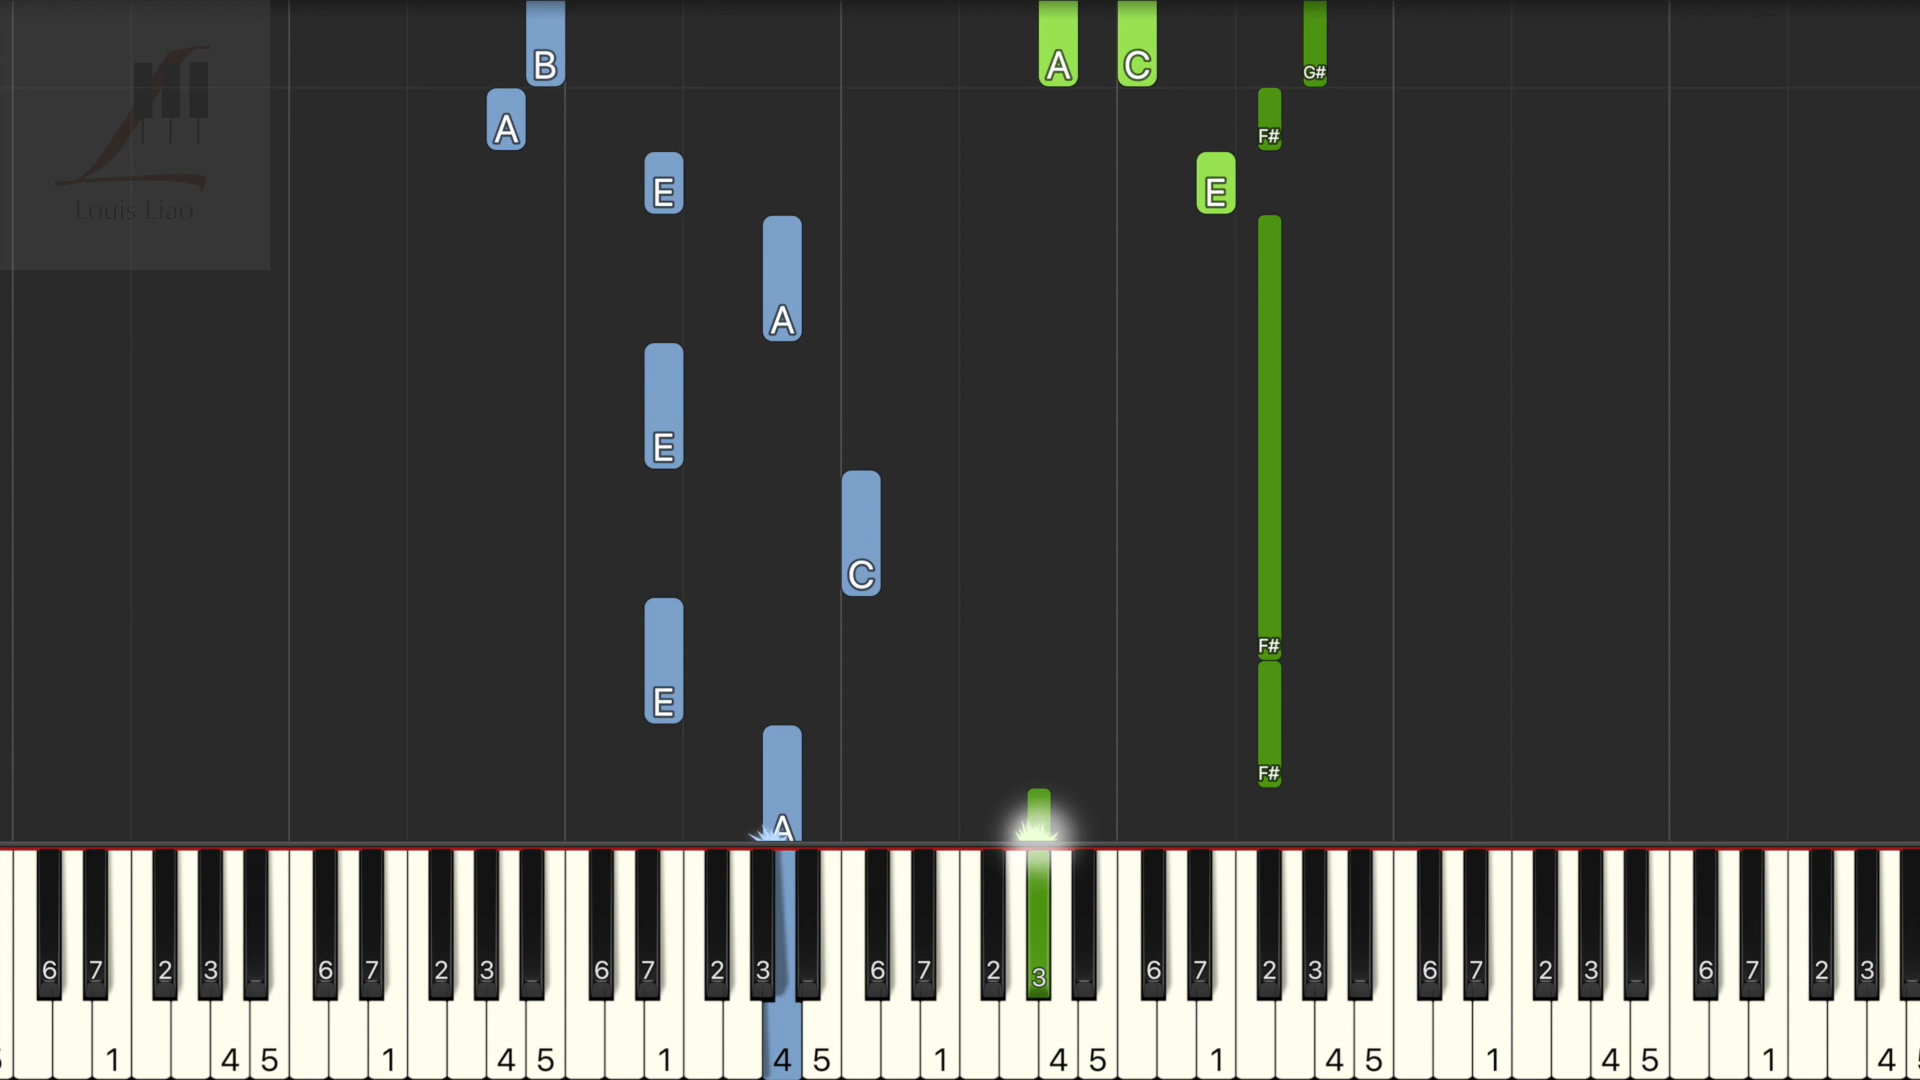 B A C G#
A F#
E E
Louis Liao
A
E
C
F#
E
F#
A
6 7 2 3 6 7 2 3 6 7 2 3 6 7 2 3 6 7 2 3 6 7 2 3 6 7 2 3
5 1 4 5 1 4 5 1 4 5 1 4 5 1 4 5 1 4 5 1 4